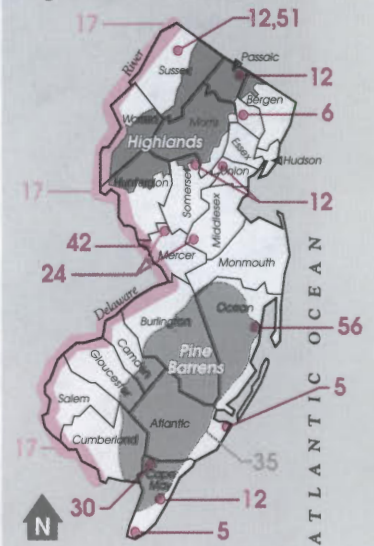 17
12,51
River
Sussex
Passaic
12
Bergen
Warren
Morris
6
Highlands
Essex
Hudson
Union
Hunterdon
Somerset
12
17
Middlesex
42
Mercer
24
Monmouth
Delaware
Ocean
Burlington
56
Camden
Pine
Barrens
Gloucester
5
Salem
Atlantic
Cumberland
35
17
Cape
May
30
12
5
N
ATLANTIC OCEAN